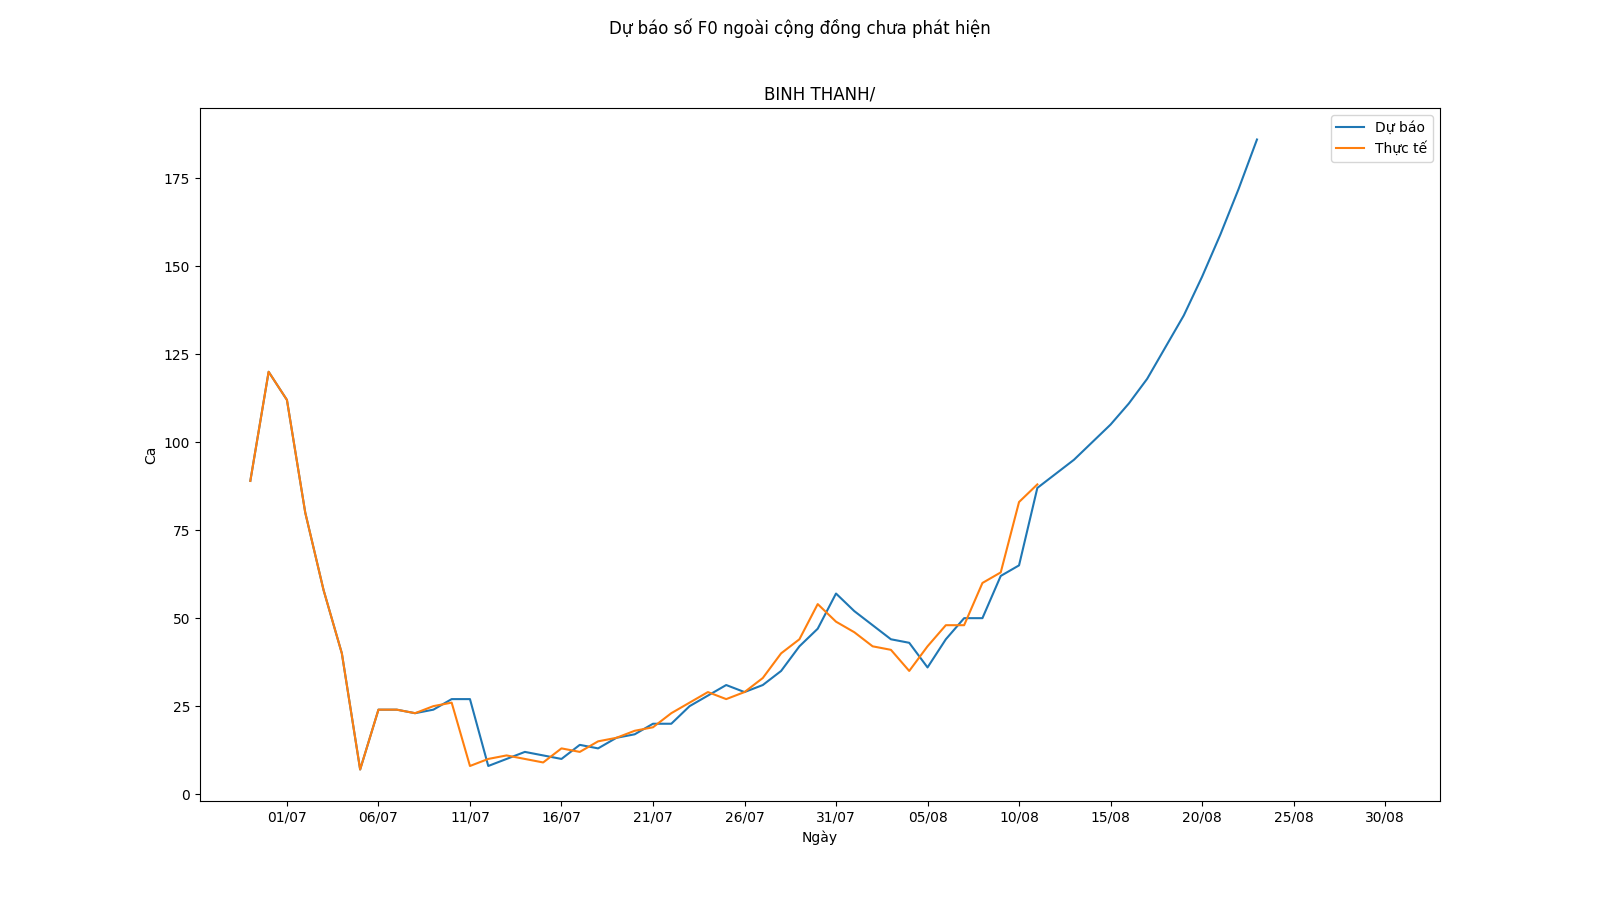 Dự báo số F0 ngoài cộng đồng chưa phát hiện
BINH THANH/
Dự báo
Thực tế
175
150
125
100
75
50
25
0
Ca
01/07 06/07 11/07 16/07 21/07 26/07 31/07 05/08 10/08 15/08 20/08 25/08 30/08
Ngày